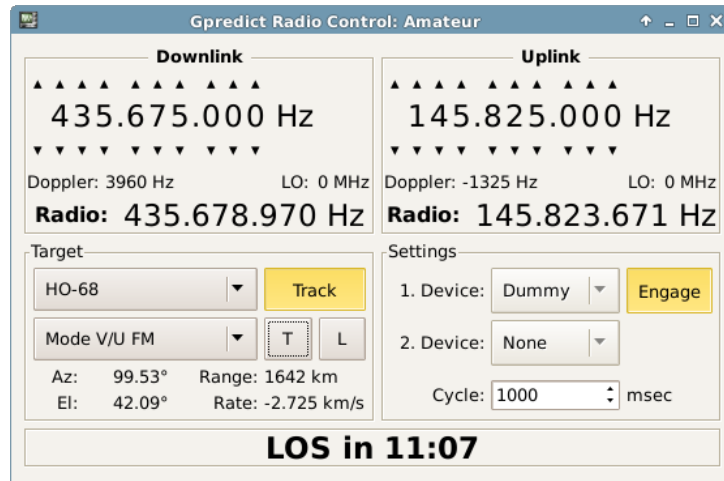 Gpredict Radio Control: Amateur
Downlink
435.675.000 Hz
Doppler: 3960 Hz LO: 0 MHz
Radio: 435.678.970 Hz
Uplink
145.825.000 Hz
Doppler: -1325 Hz LO: 0 MHz
Radio: 145.823.671 Hz
Target
HO-68 Track
Mode V/U FM T L
Az: 99.53° Range: 1642 km
El: 42.09° Rate: -2.725 km/s
Settings
1. Device: Dummy Engage
2. Device: None
Cycle: 1000 msec
LOS in 11:07